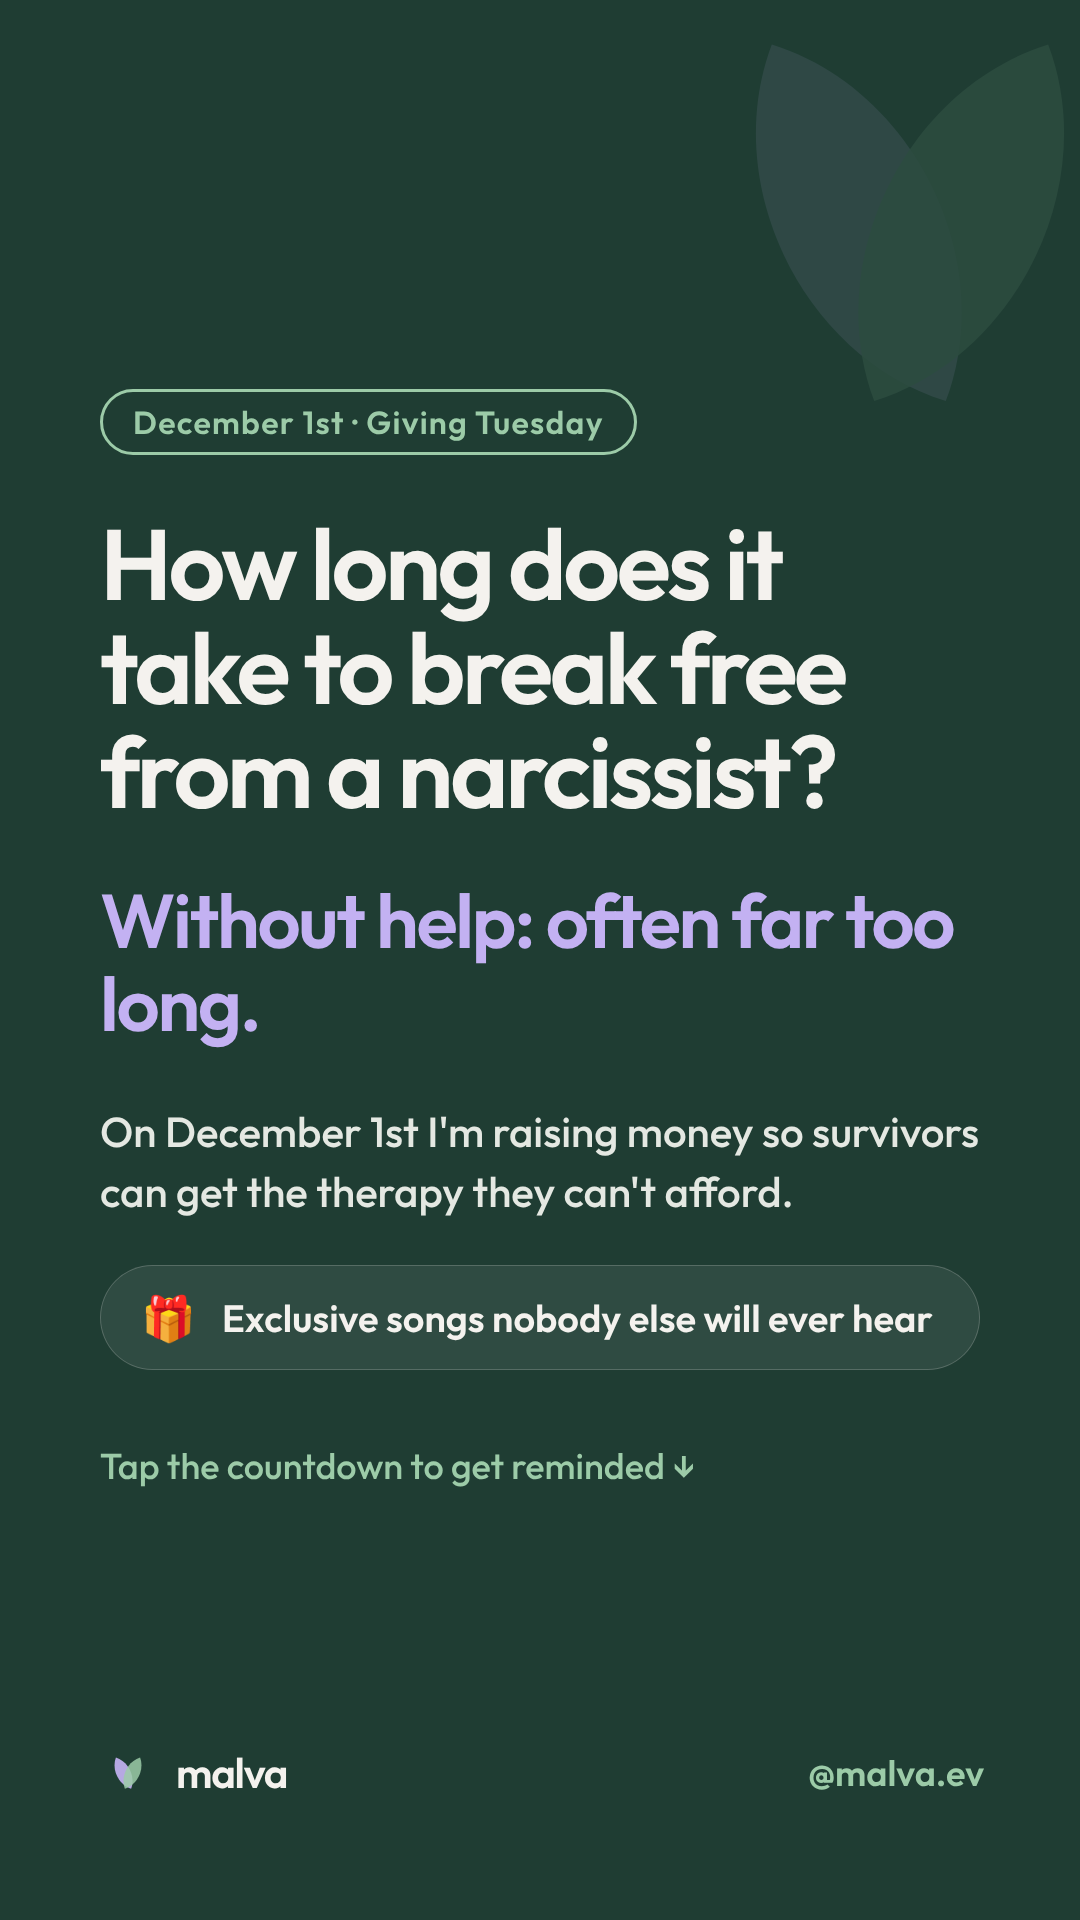 December 1st · Giving Tuesday
How long does it
take to break free
from a narcissist?
Without help: often far too
long.
On December 1st I'm raising money so survivors
can get the therapy they can't afford.
🎁 Exclusive songs nobody else will ever hear
Tap the countdown to get reminded ↓
malva
@malva.ev